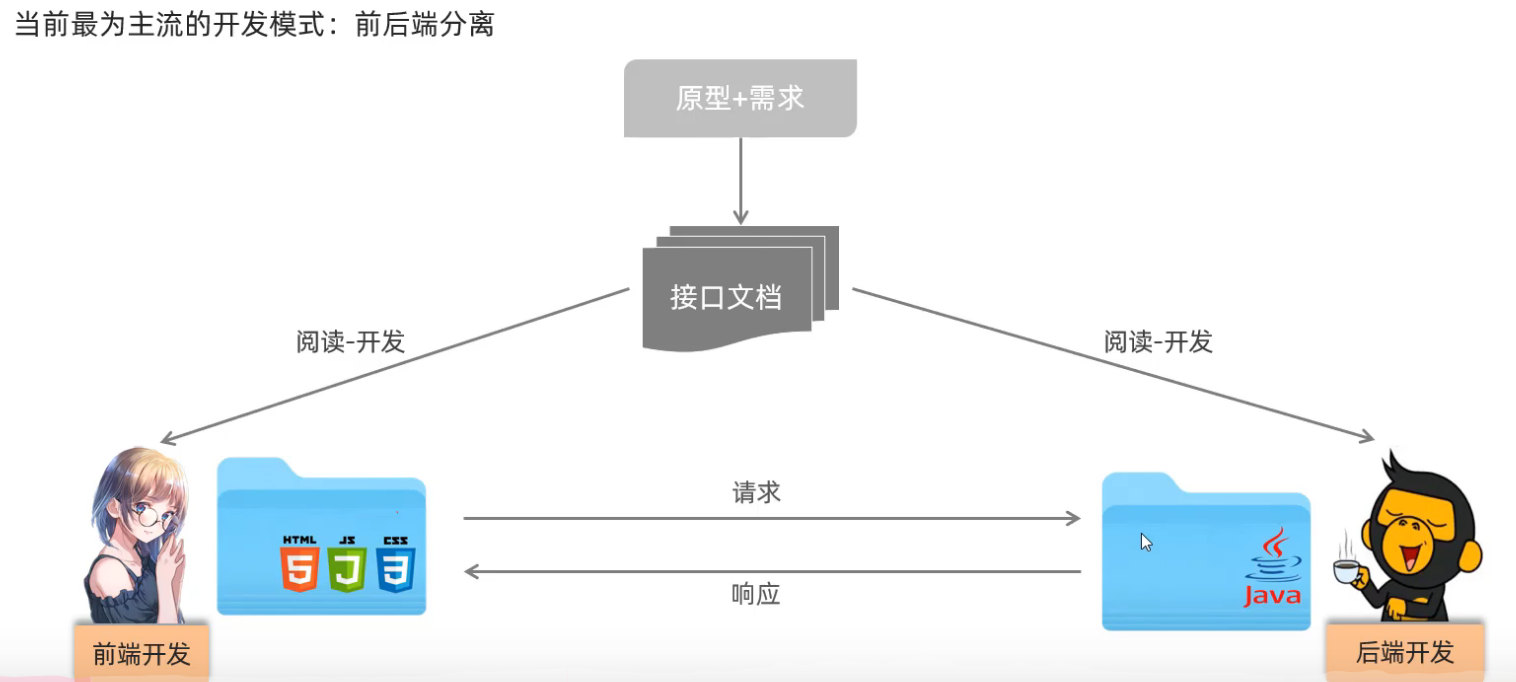 当前最为主流的开发模式：前后端分离
原型+需求
接口文档
阅读-开发
阅读-开发
请求
响应
HTML
JS
CSS
5
3
Java
前端开发
后端开发